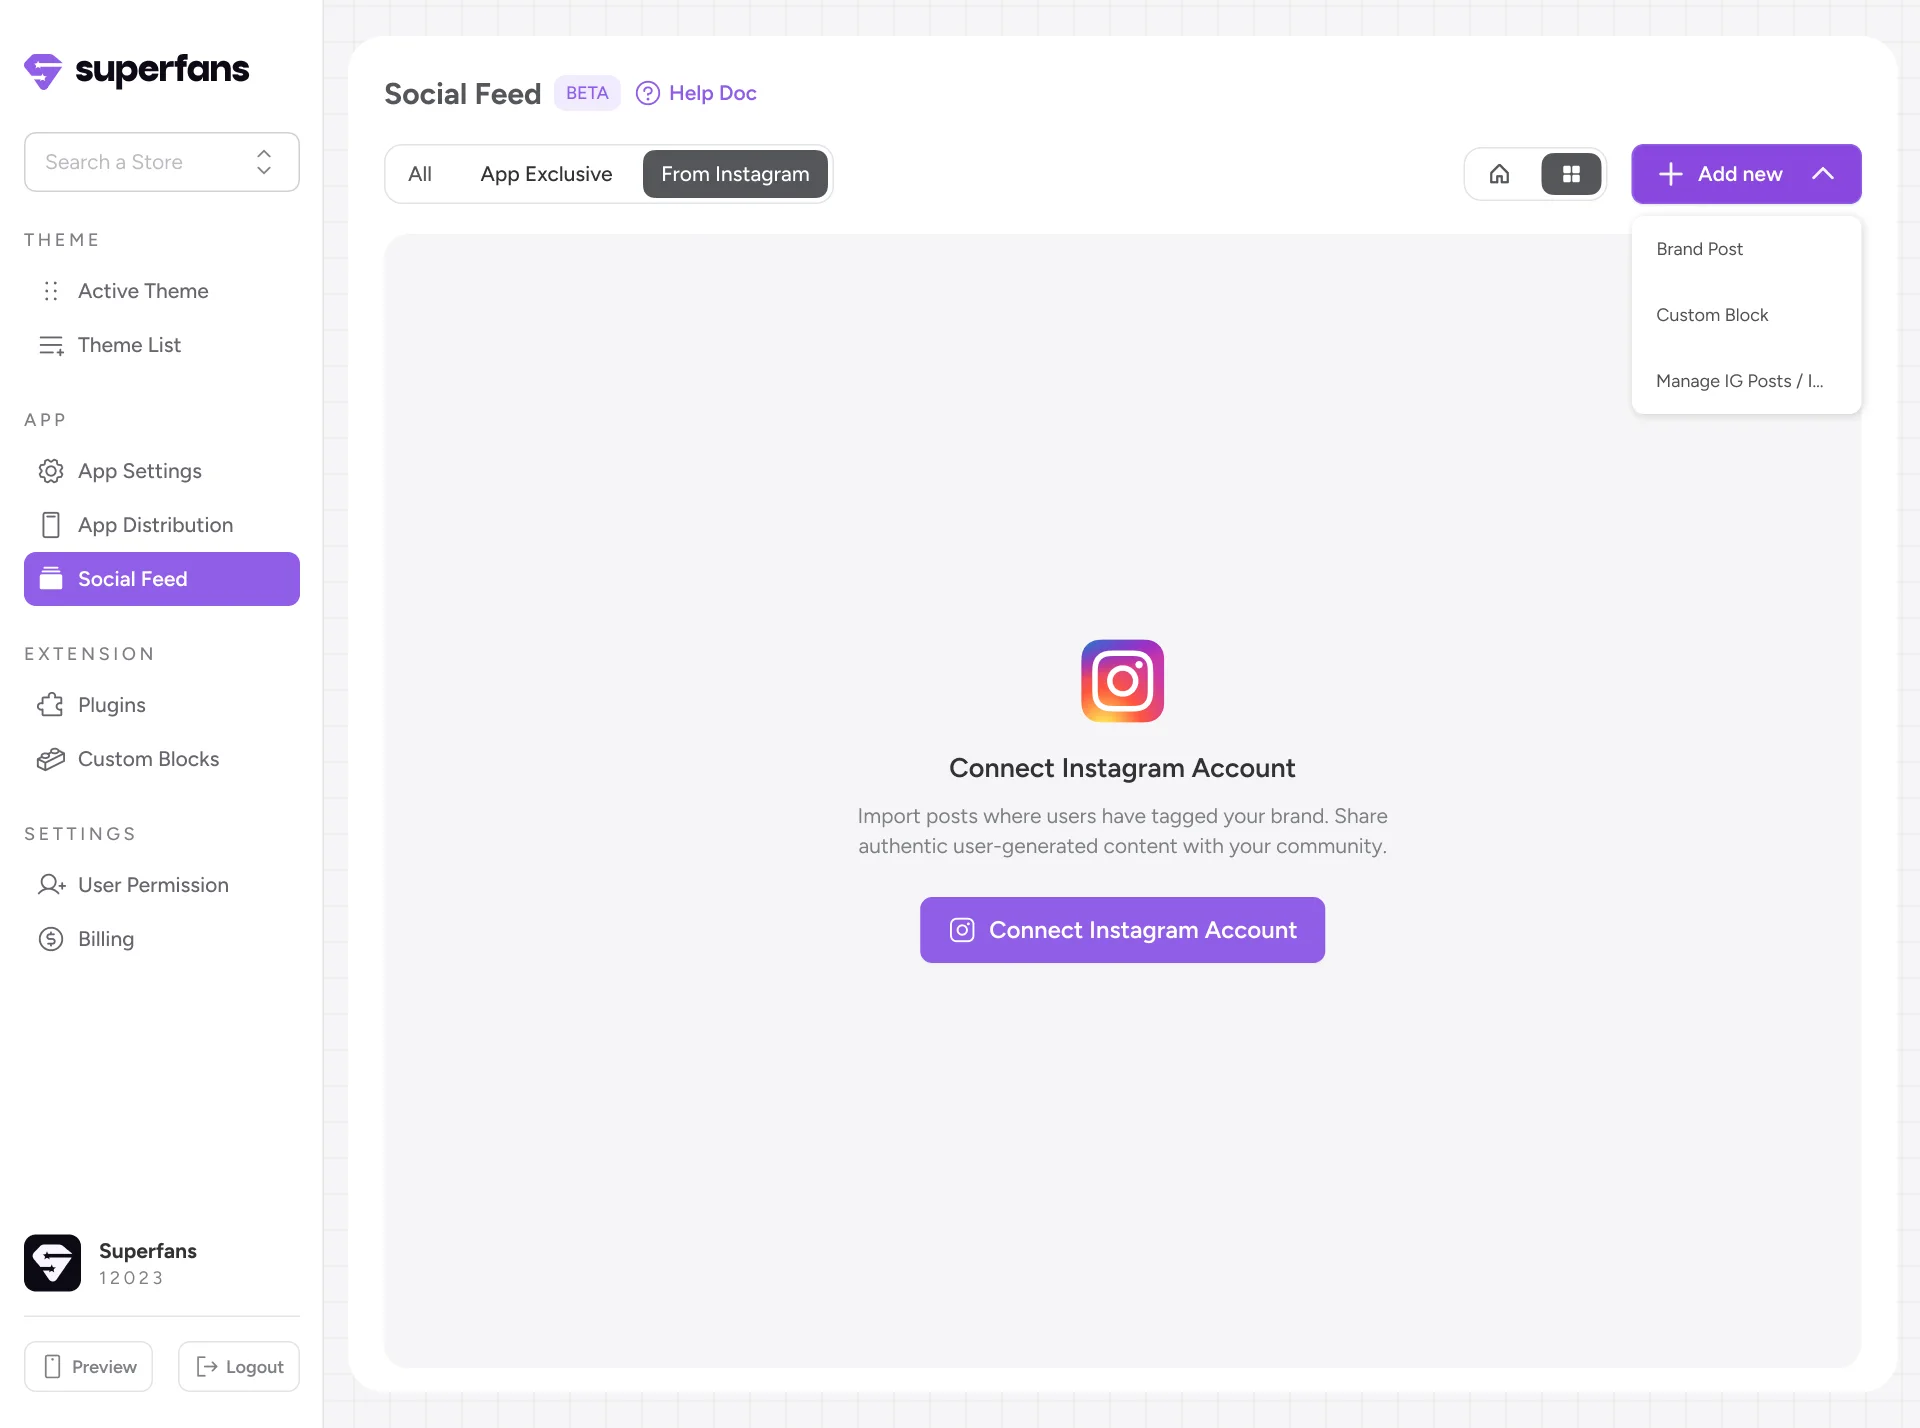 superfans
Search a Store
THEME
Active Theme
Theme List
APP
App Settings
App Distribution
Social Feed
EXTENSION
Plugins
Custom Blocks
SETTINGS
User Permission
Billing
Superfans
12023
Preview
Logout
Social Feed BETA Help Doc
All App Exclusive From Instagram
Add new
Brand Post
Custom Block
Manage IG Posts / I...
Connect Instagram Account
Import posts where users have tagged your brand. Share
authentic user-generated content with your community.
Connect Instagram Account